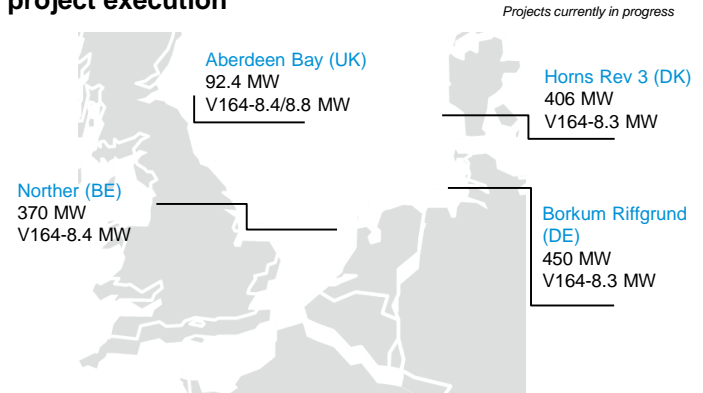 project execution
Projects currently in progress
Aberdeen Bay (UK)
92.4 MW
V164-8.4/8.8 MW
Horns Rev 3 (DK)
406 MW
V164-8.3 MW
Norther (BE)
370 MW
V164-8.4 MW
Borkum Riffgrund
(DE)
450 MW
V164-8.3 MW